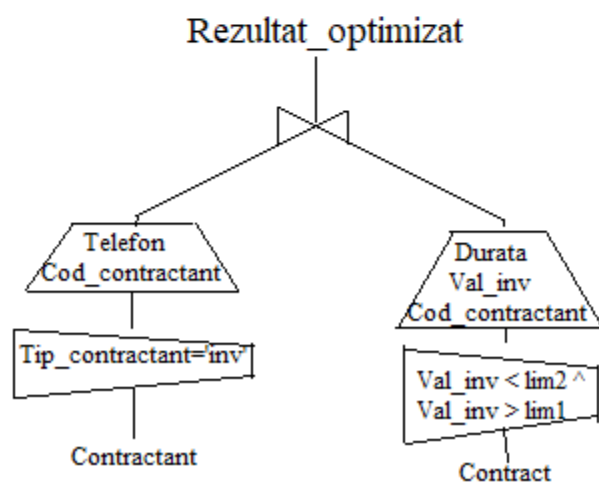 Rezultat_optimizat
Telefon
Cod_contractant
Durata
Val_inv
Cod_contractant
Tip_contractant='inv'
Val_inv < lim2 ^
Val_inv > lim1
Contractant
Contract